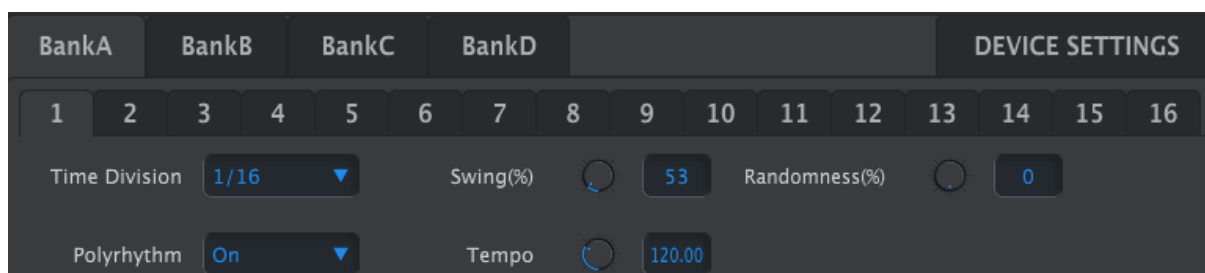 BankA BankB BankC BankD DEVICE SETTINGS
1 2 3 4 5 6 7 8 9 10 11 12 13 14 15 16
Time Division 1/16 Swing(%) 53 Randomness(%) 0
Polyrhythm On Tempo 120.00